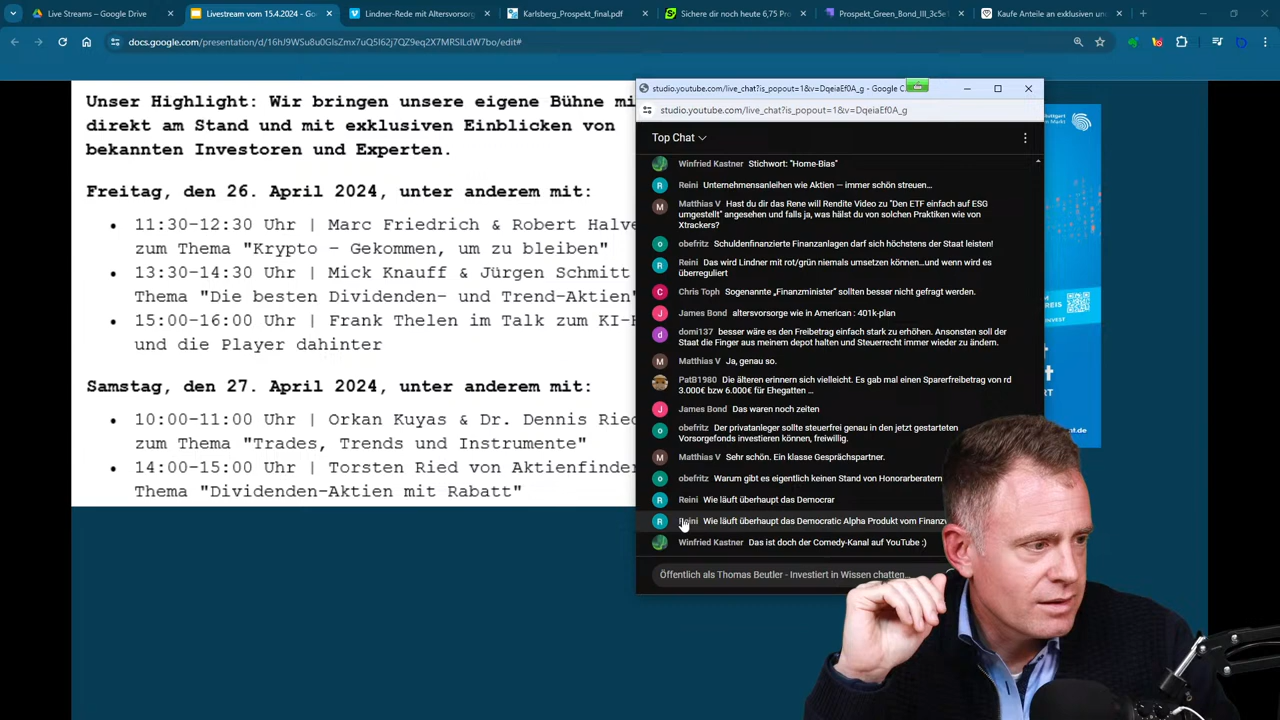 Live Streams – Google Drive
Livestream vom 15.4.2024 - Go
Lindner-Rede mit Altersvorsorg
Karlsberg_Prospekt_final.pdf
Sichere dir noch heute 6,75 Pro
Prospekt_Green_Bond_III_3c5e1
Kaufe Anteile an exklusiven un
docs.google.com/presentation/d/16hJ9WSu8u0GlsZmx7uQ5I62j7QZ9eq2X7MRSILdW7bo/edit#
Unser Highlight: Wir bringen unsere eigene Bühne mi
direkt am Stand und mit exklusiven Einblicken von
bekannten Investoren und Experten.
Freitag, den 26. April 2024, unter anderem mit:
• 11:30-12:30 Uhr | Marc Friedrich & Robert Halve
zum Thema "Krypto – Gekommen, um zu bleiben"
• 13:30-14:30 Uhr | Mick Knauff & Jürgen Schmitt
Thema "Die besten Dividenden- und Trend-Aktien"
• 15:00-16:00 Uhr | Frank Thelen im Talk zum KI-H
und die Player dahinter
Samstag, den 27. April 2024, unter anderem mit:
• 10:00-11:00 Uhr | Orkan Kuyas & Dr. Dennis Ried
zum Thema "Trades, Trends und Instrumente"
• 14:00-15:00 Uhr | Torsten Ried von Aktienfinder
Thema "Dividenden-Aktien mit Rabatt"
studio.youtube.com/live_chat?is_popout=1&v=DqeiaEf0A_g - Google C
studio.youtube.com/live_chat?is_popout=1&v=DqeiaEf0A_g
Top Chat
Winfried Kastner Stichwort: "Home-Bias"
R Reini Unternehmensanleihen wie Aktien — immer schön streuen...
M Matthias V Hast du dir das Rene will Rendite Video zu "Den ETF einfach auf ESG
umgestellt" angesehen und falls ja, was hälst du von solchen Praktiken wie von
Xtrackers?
o obefritz Schuldenfinanzierte Finanzanlagen darf sich höchstens der Staat leisten!
R Reini Das wird Lindner mit rot/grün niemals umsetzen können...und wenn wird es
überreguliert
C Chris Toph Sogenannte „Finanzminister“ sollten besser nicht gefragt werden.
J James Bond altersvorsorge wie in American : 401k-plan
d domi137 besser wäre es den Freibetrag einfach stark zu erhöhen. Ansonsten soll der
Staat die Finger aus meinem depot halten und Steuerrecht immer wieder zu ändern.
M Matthias V Ja, genau so.
PatB1980 Die älteren erinnern sich vielleicht. Es gab mal einen Sparerfreibetrag von rd
3.000€ bzw 6.000€ für Ehegatten ...
J James Bond Das waren noch zeiten
o obefritz Der privatanleger sollte steuerfrei genau in den jetzt gestarteten
Vorsorgefonds investieren können, freiwillig.
M Matthias V Sehr schön. Ein klasse Gesprächspartner.
o obefritz Warum gibt es eigentlich keinen Stand von Honorarberatern
R Reini Wie läuft überhaupt das Democrar
R Reini Wie läuft überhaupt das Democratic Alpha Produkt vom Finanzw
Winfried Kastner Das ist doch der Comedy-Kanal auf YouTube :)
Öffentlich als Thomas Beutler - Investiert in Wissen chatten...